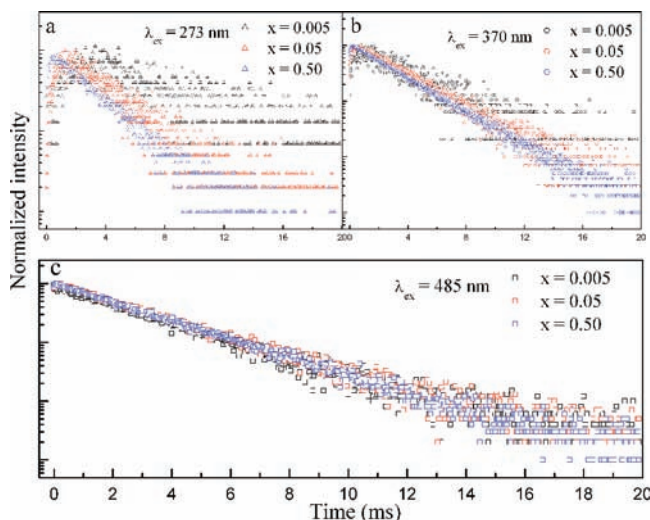 a
λex = 273 nm
x = 0.005
x = 0.05
x = 0.50
0 4 8 12 16 20
b
λex = 370 nm
x = 0.005
x = 0.05
x = 0.50
0 4 8 12 16 20
Normalized intensity
c
λex = 485 nm
x = 0.005
x = 0.05
x = 0.50
0 2 4 6 8 10 12 14 16 18 20
Time (ms)